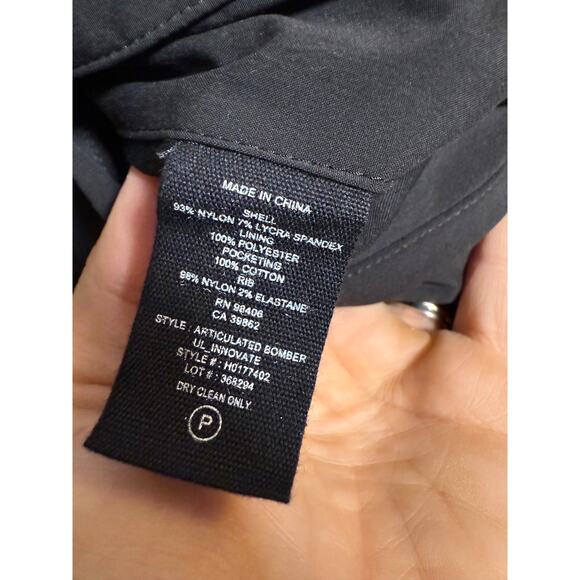 MADE IN CHINA
SHELL
93% NYLON 7% LYCRA SPANDEX
LINING
100% POLYESTER
POCKETING
100% COTTON
RIB
98% NYLON 2% ELASTANE
RN 98406
CA 39862
STYLE : ARTICULATED BOMBER
UL_INNOVATE
STYLE # : H0177402
LOT # : 368294
DRY CLEAN ONLY
P